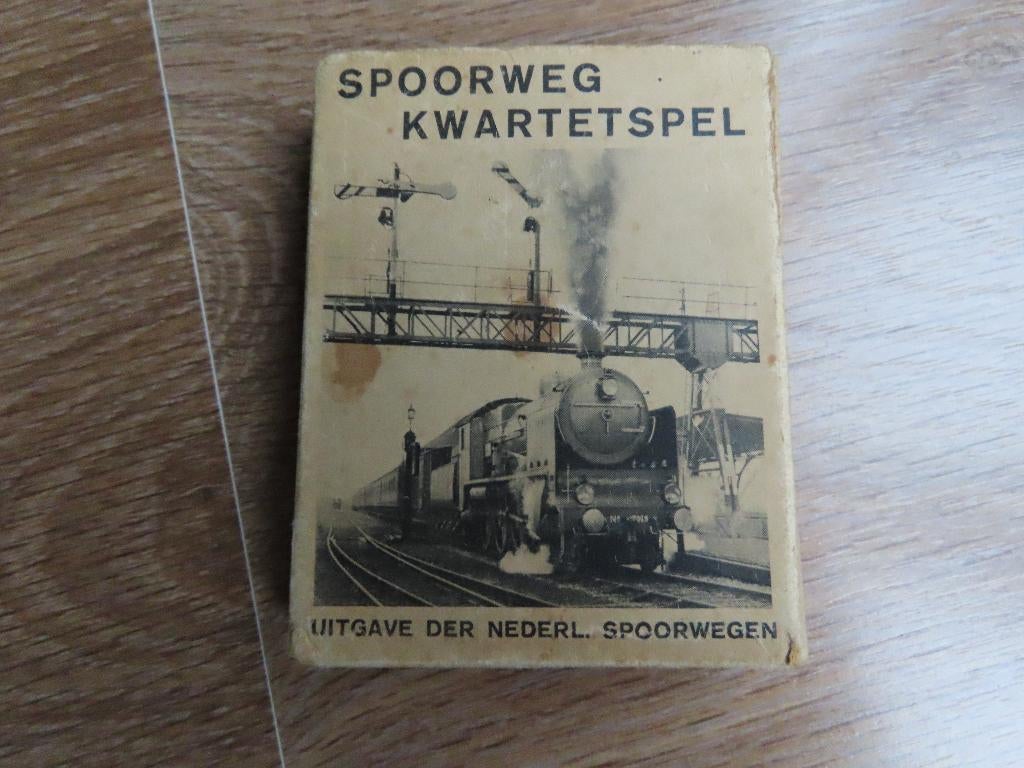 SPOORWEG
KWARTETSPEL
UITGAVE DER NEDERL. SPOORWEGEN